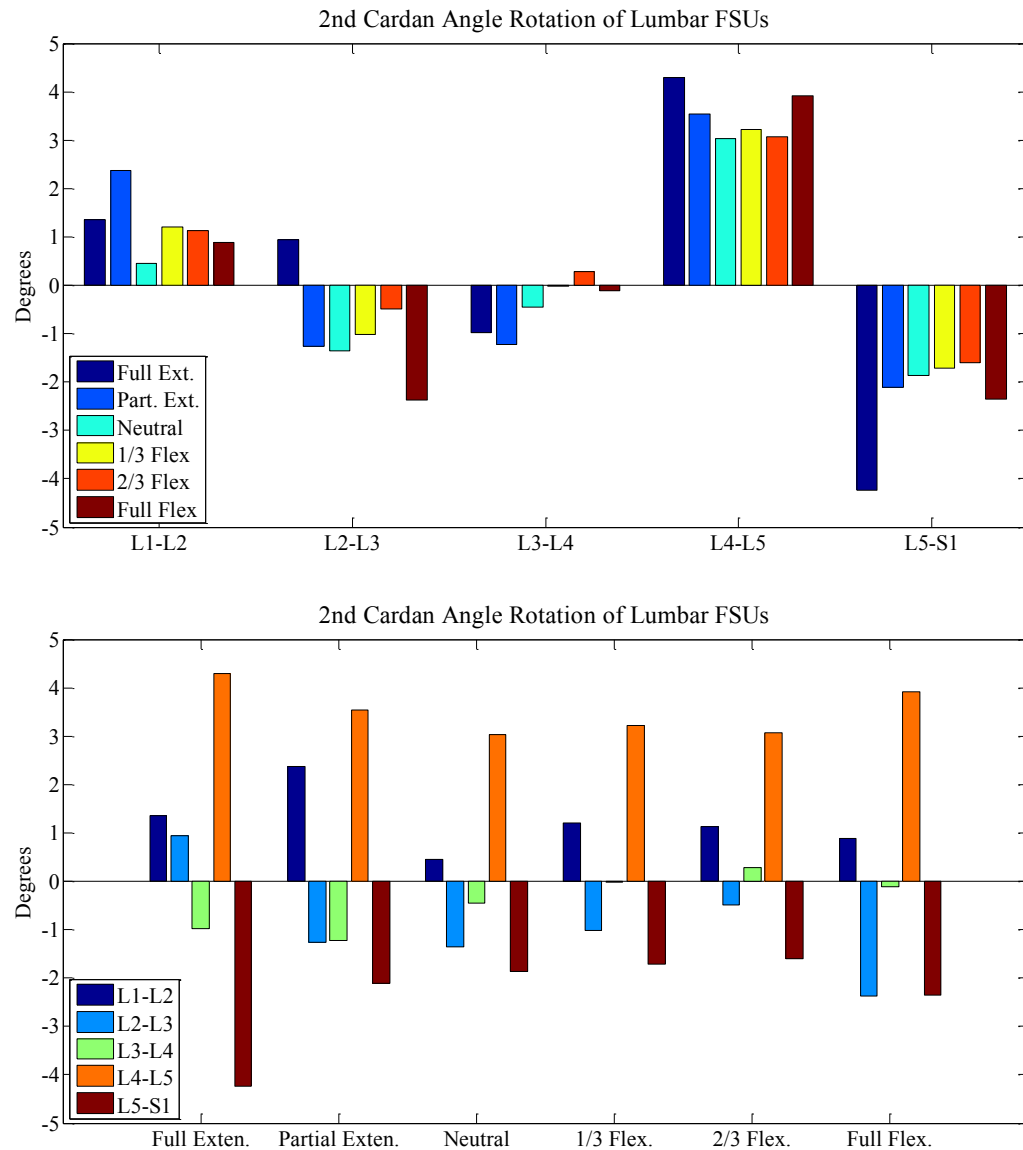 2nd Cardan Angle Rotation of Lumbar FSUs
5
4
3
2
1
0
-1
-2
-3
-4
-5
Degrees
Full Ext.
Part. Ext.
Neutral
1/3 Flex
2/3 Flex
Full Flex
L1-L2 L2-L3 L3-L4 L4-L5 L5-S1
2nd Cardan Angle Rotation of Lumbar FSUs
5
4
3
2
1
0
-1
-2
-3
-4
-5
Degrees
L1-L2
L2-L3
L3-L4
L4-L5
L5-S1
Full Exten. Partial Exten. Neutral 1/3 Flex. 2/3 Flex. Full Flex.